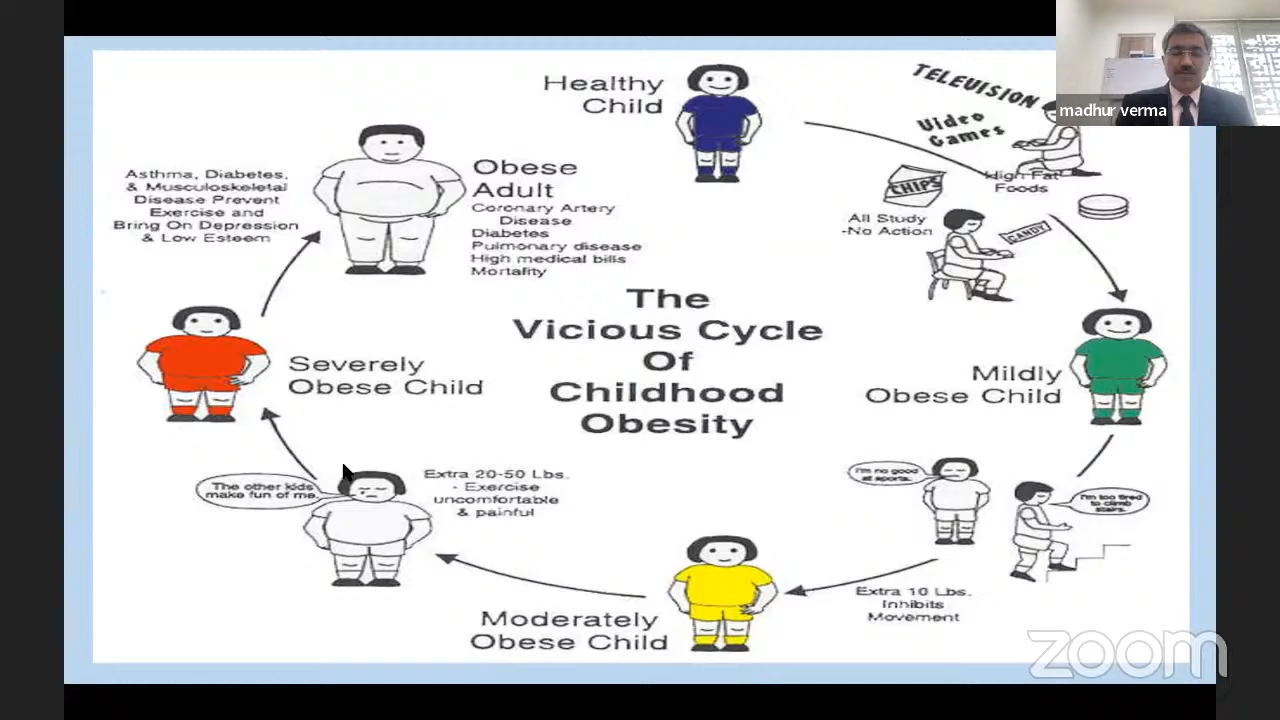 Healthy
Child
TELEVISION
Video
Games
madhur verma
High Fat
Foods
CHIPS
All Study
-No Action
CANDY
Asthma, Diabetes,
& Musculoskeletal
Disease Prevent
Exercise and
Bring On Depression
& Low Esteem
Obese
Adult
Coronary Artery
Disease
Diabetes
Pulmonary disease
High medical bills
Mortality
The
Vicious Cycle
Of
Childhood
Obesity
Severely
Obese Child
Mildly
Obese Child
The other kids
make fun of me.
Extra 20-50 Lbs.
- Exercise
uncomfortable
& painful
I'm no good
at sports.
I'm too tired
to climb
stairs.
Moderately
Obese Child
Extra 10 Lbs.
Inhibits
Movement
zoom